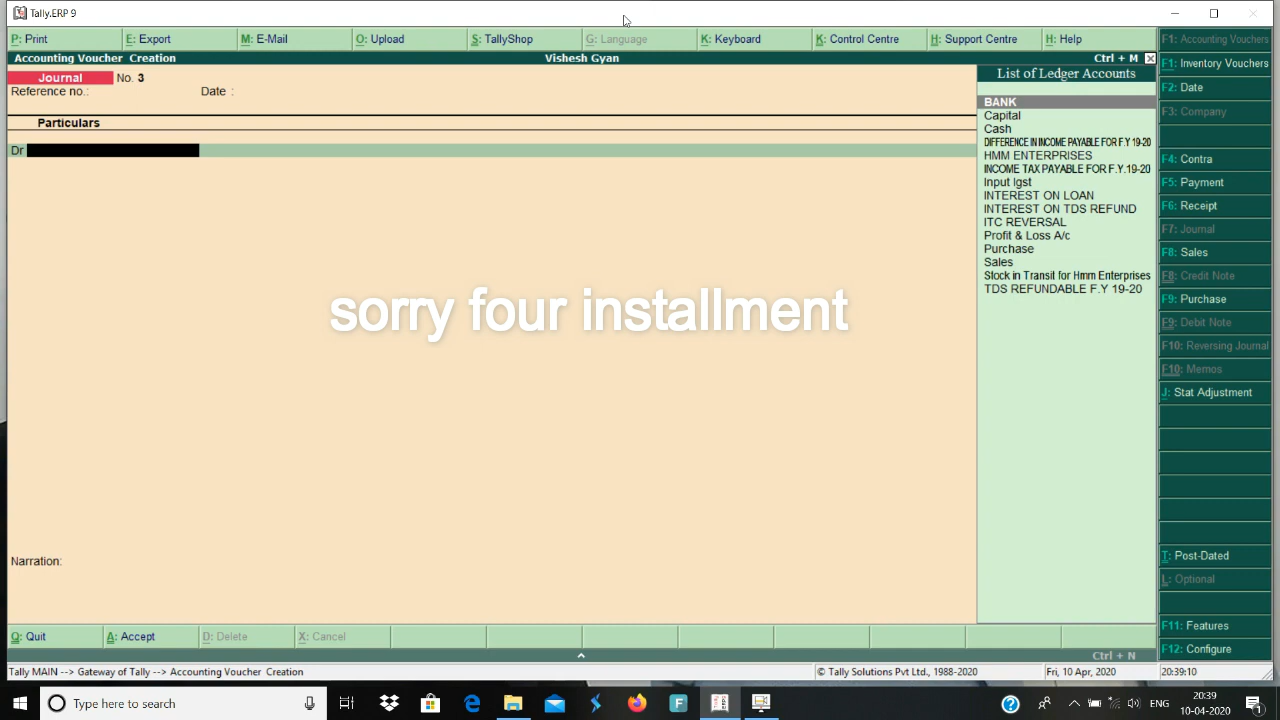 Tally.ERP 9
P: Print E: Export M: E-Mail O: Upload S: TallyShop G: Language K: Keyboard K: Control Centre H: Support Centre H: Help
Accounting Voucher Creation Vishesh Gyan Ctrl + M
Journal No. 3
Reference no.: Date :
Particulars
Dr
List of Ledger Accounts
BANK
Capital
Cash
DIFFERENCE IN INCOME PAYABLE FOR F.Y 19-20
HMM ENTERPRISES
INCOME TAX PAYABLE FOR F.Y.19-20
Input Igst
INTEREST ON LOAN
INTEREST ON TDS REFUND
ITC REVERSAL
Profit & Loss A/c
Purchase
Sales
Stock in Transit for Hmm Enterprises
TDS REFUNDABLE F.Y 19-20
F1: Accounting Vouchers
F1: Inventory Vouchers
F2: Date
F3: Company
F4: Contra
F5: Payment
F6: Receipt
F7: Journal
F8: Sales
F8: Credit Note
F9: Purchase
F9: Debit Note
F10: Reversing Journal
F10: Memos
J: Stat Adjustment
T: Post-Dated
L: Optional
F11: Features
F12: Configure
sorry four installment
Narration:
Q: Quit A: Accept D: Delete X: Cancel
Ctrl + N
Tally MAIN --> Gateway of Tally --> Accounting Voucher Creation © Tally Solutions Pvt Ltd., 1988-2020 Fri, 10 Apr, 2020 20:39:10
Type here to search ENG 20:39
10-04-2020